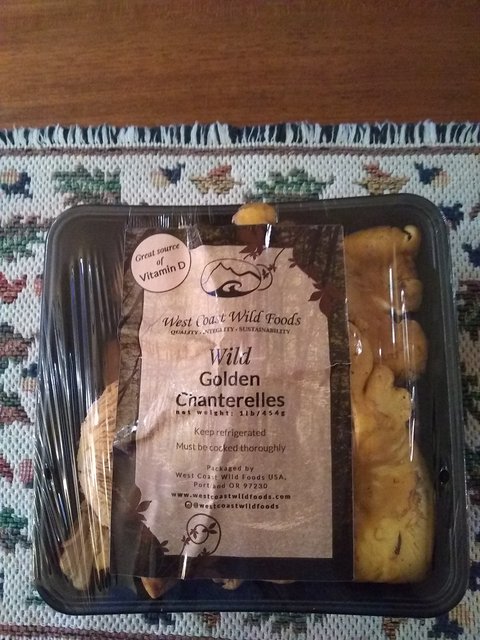 Great source
of
Vitamin D
West Coast Wild Foods
QUALITY · INTEGRITY · SUSTAINABILITY
Wild
Golden
Chanterelles
net weight: 1lb/454g
Keep refrigerated
Must be cooked thoroughly
Packaged by
West Coast Wild Foods USA,
Portland OR 97230
www.westcoastwildfoods.com
@westcoastwildfoods